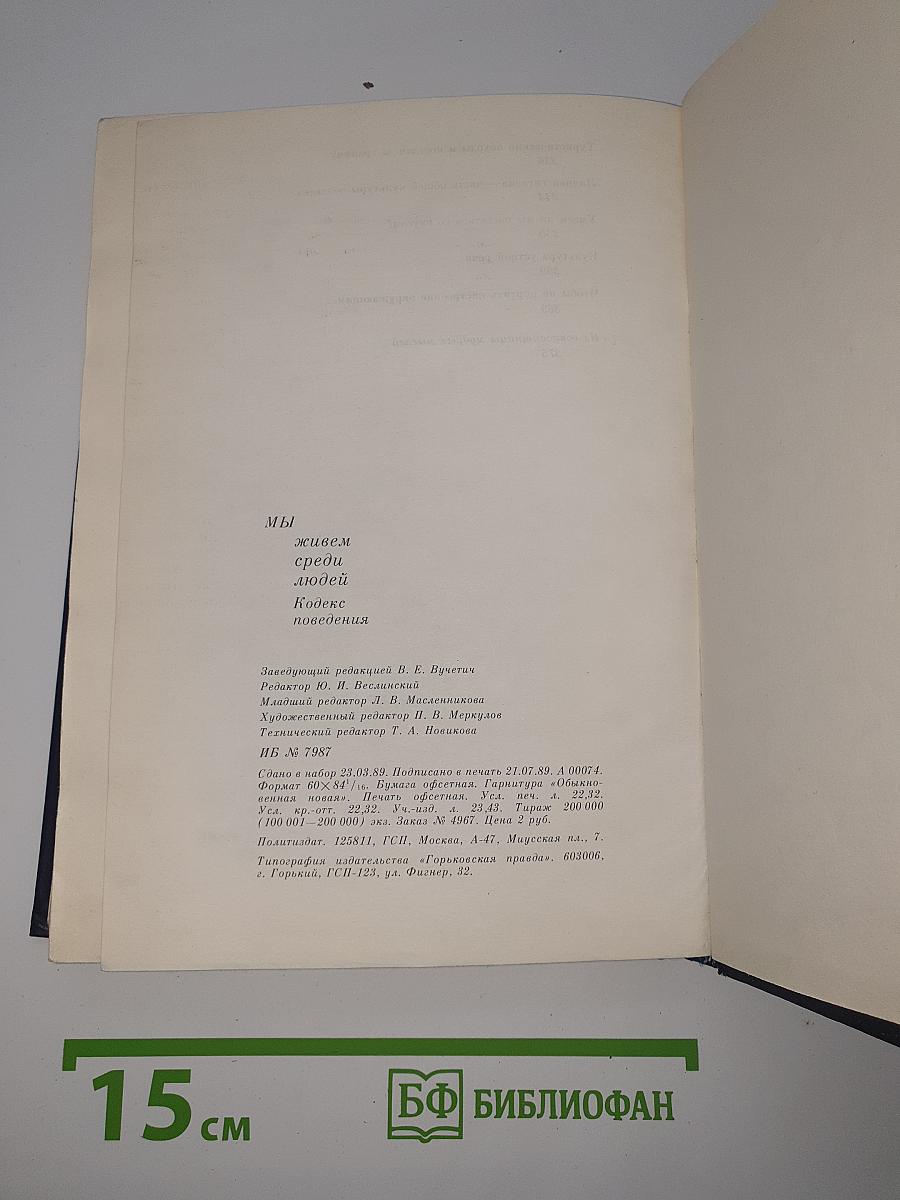 МЫ
живем
среди
людей
Кодекс
поведения
Заведующий редакцией В. Е. Вучетич
Редактор Ю. И. Веслинский
Младший редактор Л. В. Масленникова
Художественный редактор П. В. Меркулов
Технический редактор Т. А. Новикова
ИБ № 7987
Сдано в набор 23.03.89. Подписано в печать 21.07.89. А 00074.
Формат 60×84¹/₁₆. Бумага офсетная. Гарнитура «Обыкно-
венная новая». Печать офсетная. Усл. печ. л. 22,32.
Усл. кр.-отт. 22,32. Уч.-изд. л. 23,43. Тираж 200 000
(100 001—200 000) экз. Заказ № 4967. Цена 2 руб.
Политиздат. 125811, ГСП, Москва, А-47, Миусская пл., 7.
Типография издательства «Горьковская правда». 603006,
г. Горький, ГСП-123, ул. Фигнер, 32.
15 см
БФ БИБЛИОФАН